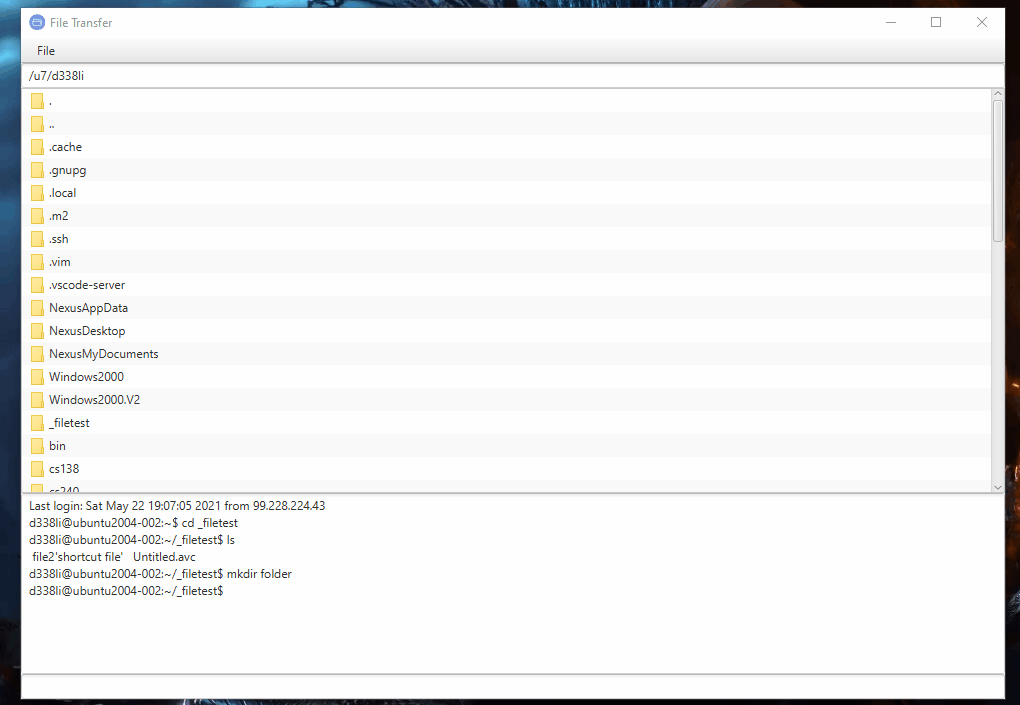 File Transfer
File
/u7/d338li
.
..
.cache
.gnupg
.local
.m2
.ssh
.vim
.vscode-server
NexusAppData
NexusDesktop
NexusMyDocuments
Windows2000
Windows2000.V2
_filetest
bin
cs138
cs240
Last login: Sat May 22 19:07:05 2021 from 99.228.224.43
d338li@ubuntu2004-002:~$ cd _filetest
d338li@ubuntu2004-002:~/_filetest$ ls
file2'shortcut file'   Untitled.avc
d338li@ubuntu2004-002:~/_filetest$ mkdir folder
d338li@ubuntu2004-002:~/_filetest$